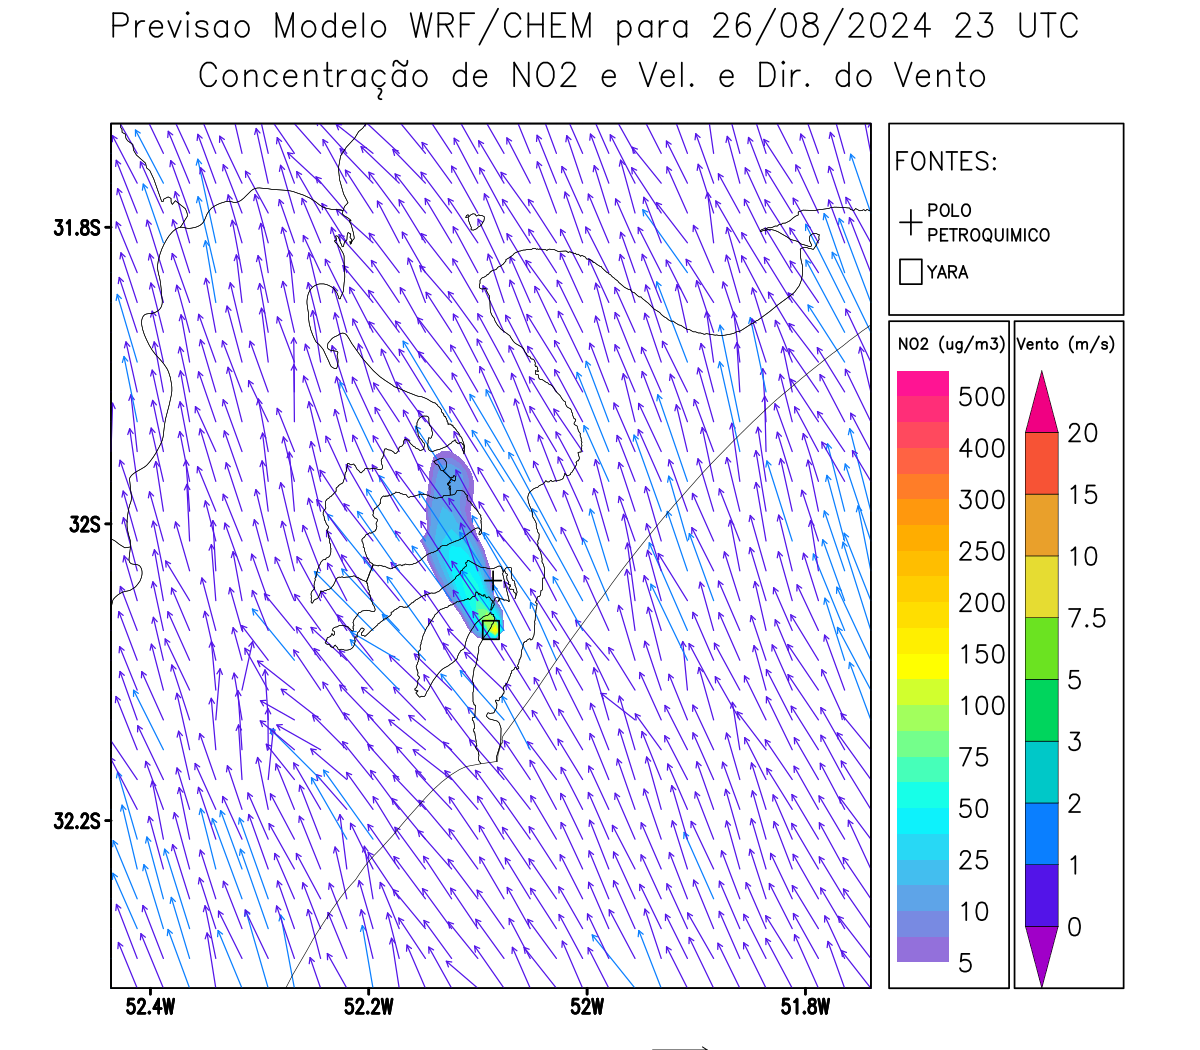 Previsao Modelo WRF/CHEM para 26/08/2024 23 UTC
Concentração de NO2 e Vel. e Dir. do Vento
FONTES:
POLO
PETROQUIMICO
YARA
31.8S
32S
32.2S
52.4W
52.2W
52W
51.8W
NO2 (ug/m3)
500
400
300
250
200
150
100
75
50
25
10
5
Vento (m/s)
20
15
10
7.5
5
3
2
1
0